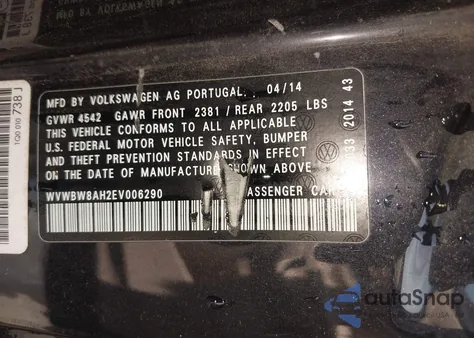 MFD BY VOLKSWAGEN AG PORTUGAL. 04/14
GVWR 4542 GAWR FRONT 2381 / REAR 2205 LBS
THIS VEHICLE CONFORMS TO ALL APPLICABLE
U.S. FEDERAL MOTOR VEHICLE SAFETY, BUMPER
AND THEFT PREVENTION STANDARDS IN EFFECT
ON THE DATE OF MANUFACTURE SHOWN ABOVE
WVWBW8AH2EV006290 ASSENGER CAR
33 2014 43
738J
autoSnap